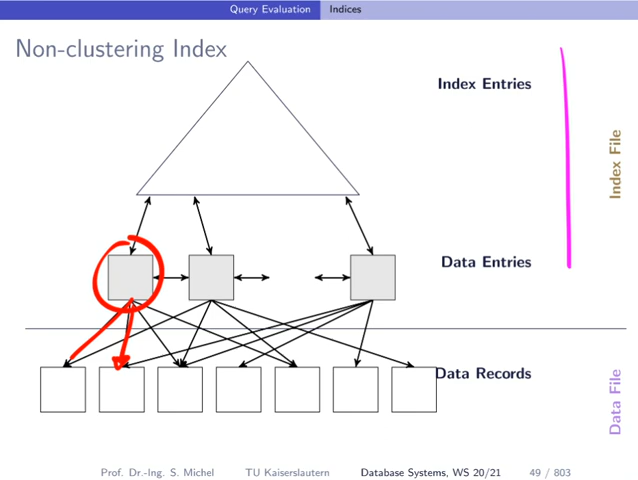 Query Evaluation Indices
Non-clustering Index
Index Entries
Index File
Data Entries
Data Records
Data File
Prof. Dr.-Ing. S. Michel TU Kaiserslautern Database Systems, WS 20/21 49 / 803